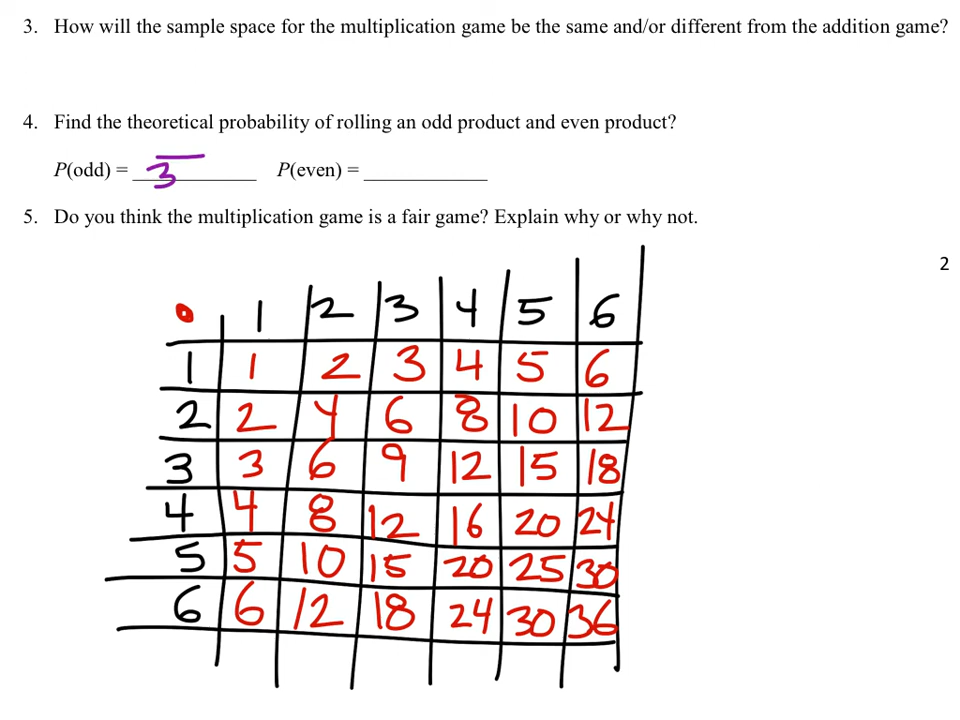 3. How will the sample space for the multiplication game be the same and/or different from the addition game?
4. Find the theoretical probability of rolling an odd product and even product?
P(odd) = 3 P(even) =
5. Do you think the multiplication game is a fair game? Explain why or why not.
2
• 1 2 3 4 5 6
1 1 2 3 4 5 6
2 2 4 6 8 10 12
3 3 6 9 12 15 18
4 4 8 12 16 20 24
5 5 10 15 20 25 30
6 6 12 18 24 30 36